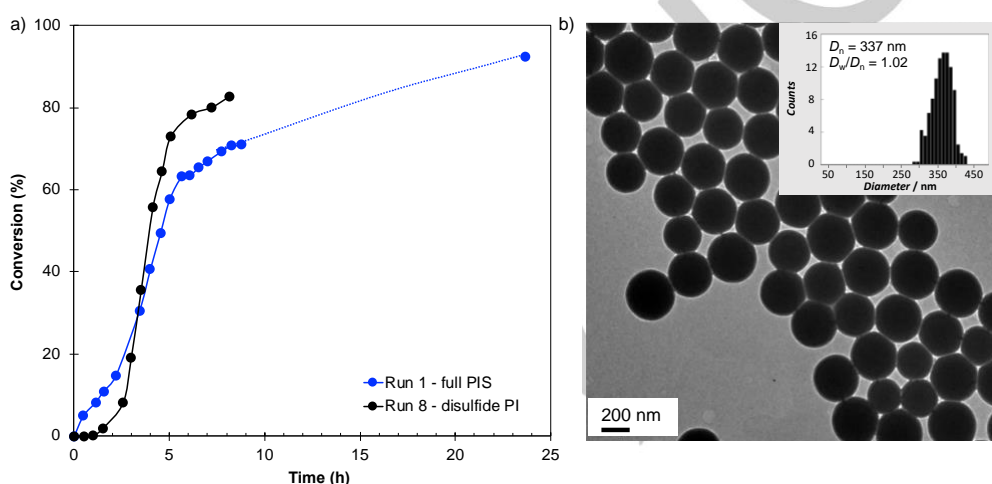 a)
100
80
60
40
20
0
0 5 10 15 20 25
Conversion (%)
Time (h)
Run 1 - full PIS
Run 8 - disulfide PI
b)
16
12
8
4
0
Counts
Dn = 337 nm
Dw/Dn = 1.02
50 150 250 350 450
Diameter / nm
200 nm